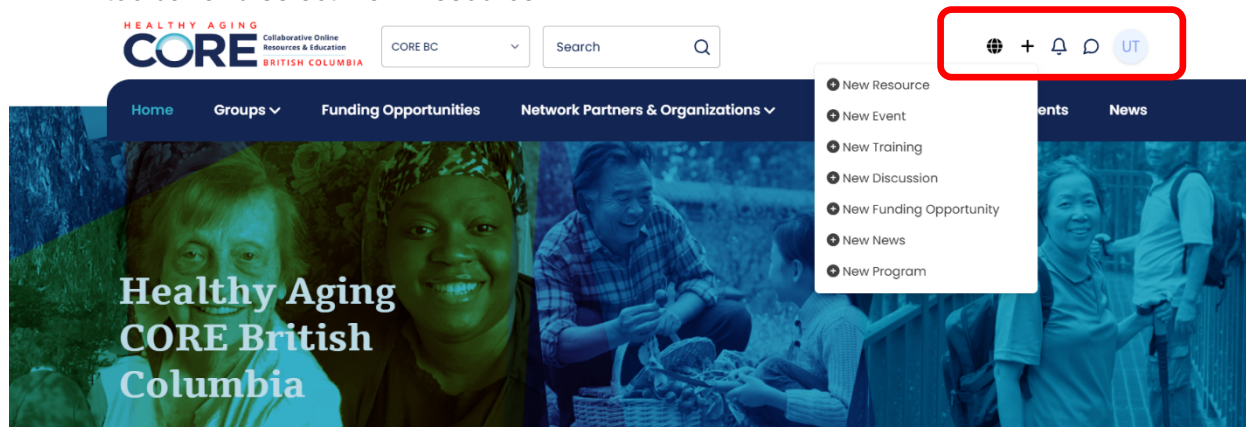 HEALTHY AGING
CORE
Collaborative Online
Resources & Education
BRITISH COLUMBIA
CORE BC
Search
UT
Home
Groups
Funding Opportunities
Network Partners & Organizations
ents
News
New Resource
New Event
New Training
New Discussion
New Funding Opportunity
New News
New Program
Healthy Aging
CORE British
Columbia